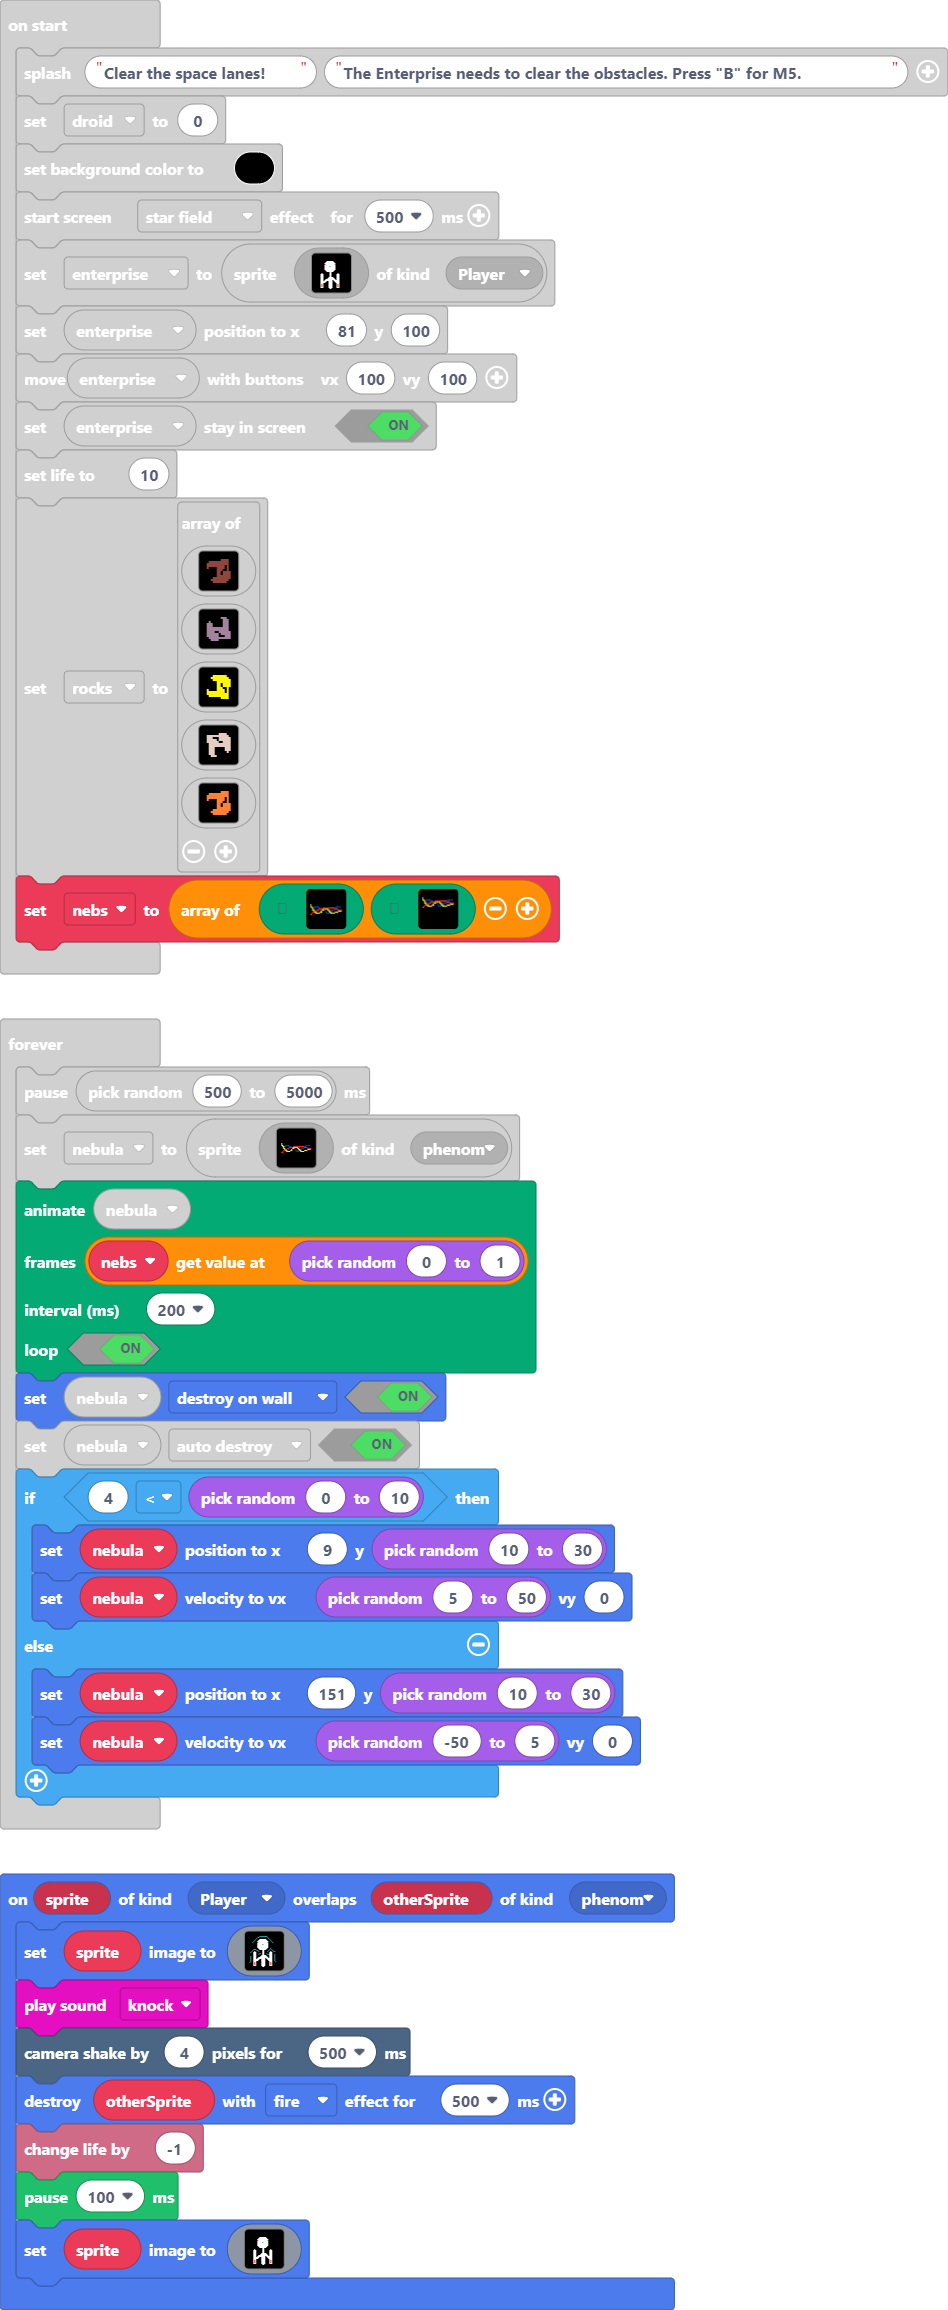 on start
splash "Clear the space lanes!" "The Enterprise needs to clear the obstacles. Press "B" for M5."
set droid to 0
set background color to
start screen star field effect for 500 ms
set enterprise to sprite of kind Player
set enterprise position to x 81 y 100
move enterprise with buttons vx 100 vy 100
set enterprise stay in screen ON
set life to 10
array of
set rocks to
set nebs to array of
forever
pause pick random 500 to 5000 ms
set nebula to sprite of kind phenom
animate nebula
frames nebs get value at pick random 0 to 1
interval (ms) 200
loop ON
set nebula destroy on wall ON
set nebula auto destroy ON
if 4 < pick random 0 to 10 then
set nebula position to x 9 y pick random 10 to 30
set nebula velocity to vx pick random 5 to 50 vy 0
else
set nebula position to x 151 y pick random 10 to 30
set nebula velocity to vx pick random -50 to 5 vy 0
on sprite of kind Player overlaps otherSprite of kind phenom
set sprite image to
play sound knock
camera shake by 4 pixels for 500 ms
destroy otherSprite with fire effect for 500 ms
change life by -1
pause 100 ms
set sprite image to